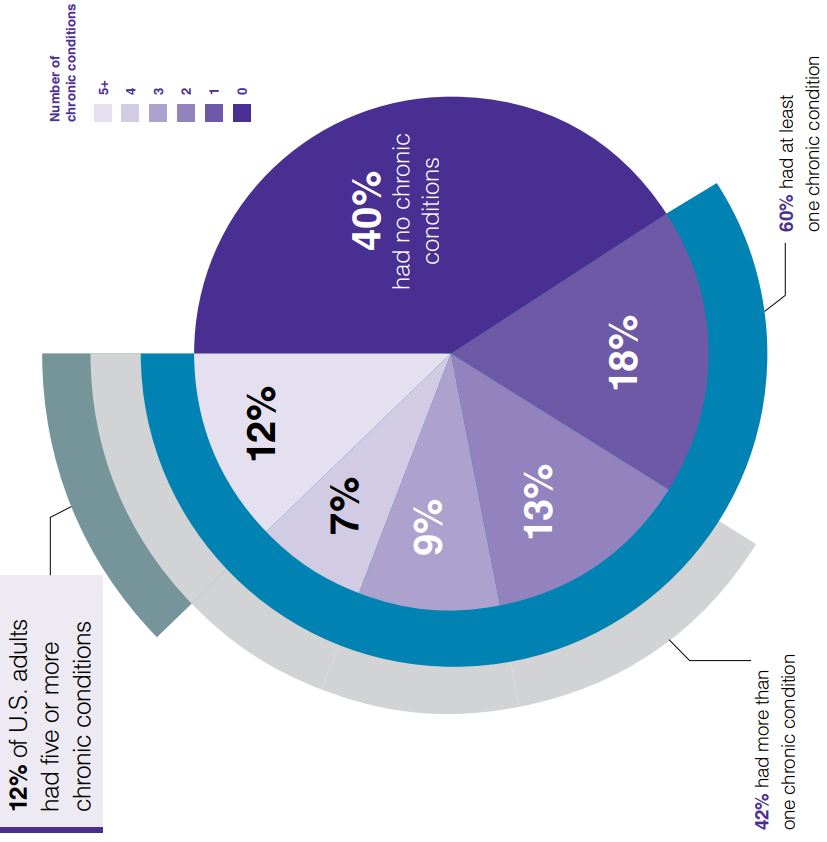 12% of U.S. adults
had five or more
chronic conditions
Number of
chronic conditions
5+
4
3
2
1
0
12%
7%
9%
13%
18%
40%
had no chronic
conditions
42% had more than
one chronic condition
60% had at least
one chronic condition